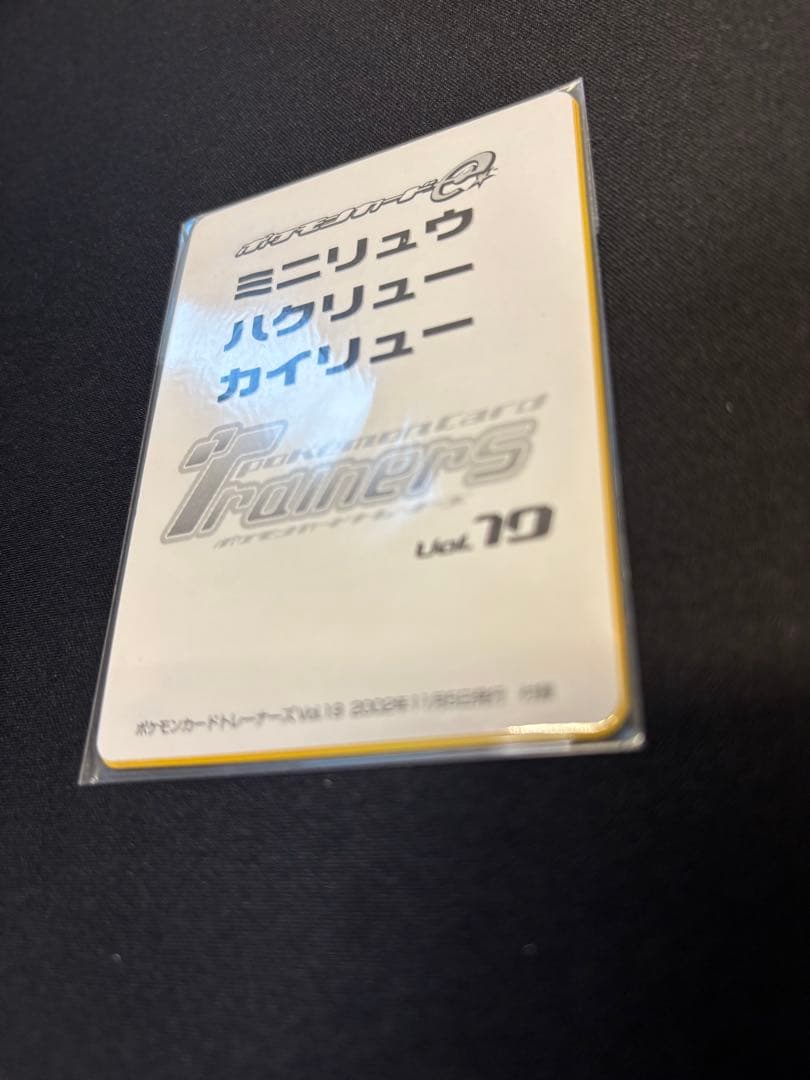 ポケモンカードe
ミニリュウ
ハクリュー
カイリュー
Pokémon Card
Trainers
ポケモンカードトレーナーズ
Vol.19
ポケモンカードトレーナーズVol.19 2002年11月5日発行 付録